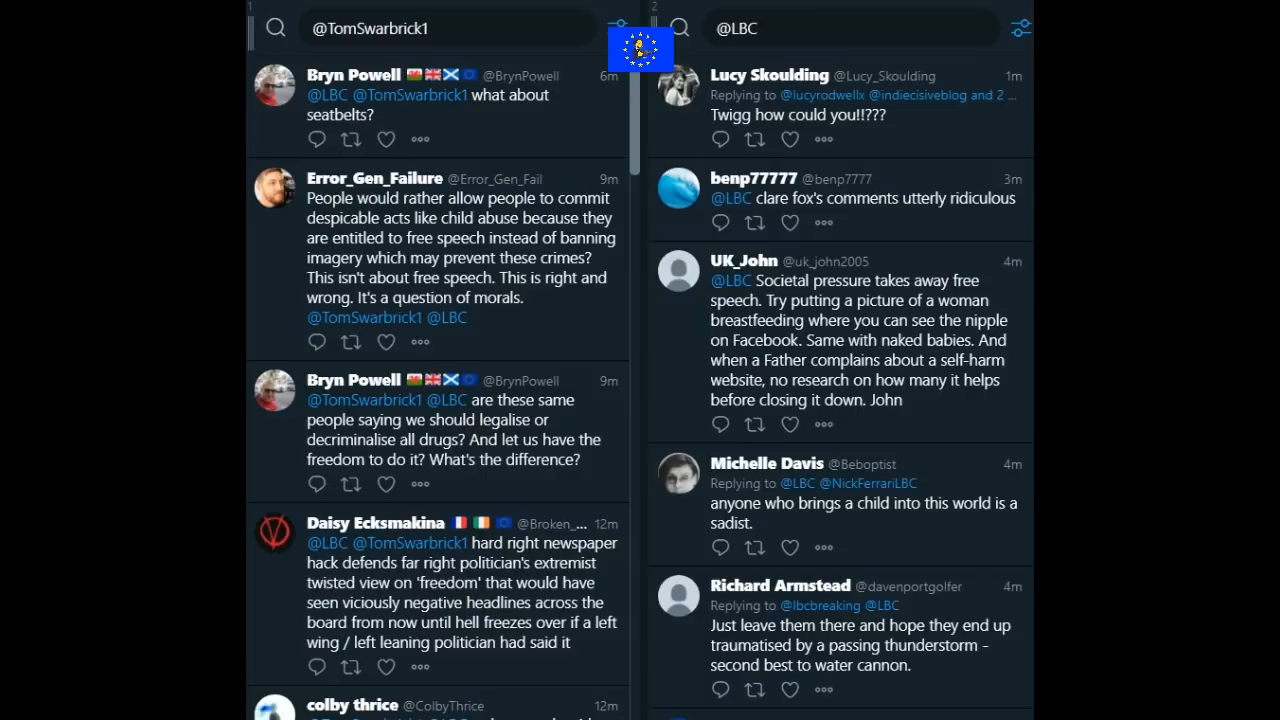 1
@TomSwarbrick1
Bryn Powell @BrynPowell 6m
@LBC @TomSwarbrick1 what about
seatbelts?
Error_Gen_Failure @Error_Gen_Fail 9m
People would rather allow people to commit
despicable acts like child abuse because they
are entitled to free speech instead of banning
imagery which may prevent these crimes?
This isn't about free speech. This is right and
wrong. It's a question of morals.
@TomSwarbrick1 @LBC
Bryn Powell @BrynPowell 9m
@TomSwarbrick1 @LBC are these same
people saying we should legalise or
decriminalise all drugs? And let us have the
freedom to do it? What's the difference?
Daisy Ecksmakina @Broken_... 12m
@LBC @TomSwarbrick1 hard right newspaper
hack defends far right politician's extremist
twisted view on 'freedom' that would have
seen viciously negative headlines across the
board from now until hell freezes over if a left
wing / left leaning politician had said it
colby thrice @ColbyThrice 12m
2
@LBC
Lucy Skoulding @Lucy_Skoulding 1m
Replying to @lucyrodwellx @indiecisiveblog and 2 ...
Twigg how could you!!???
benp77777 @benp7777 3m
@LBC clare fox's comments utterly ridiculous
UK_John @uk_john2005 4m
@LBC Societal pressure takes away free
speech. Try putting a picture of a woman
breastfeeding where you can see the nipple
on Facebook. Same with naked babies. And
when a Father complains about a self-harm
website, no research on how many it helps
before closing it down. John
Michelle Davis @Beboptist 4m
Replying to @LBC @NickFerrariLBC
anyone who brings a child into this world is a
sadist.
Richard Armstead @davenportgolfer 4m
Replying to @lbcbreaking @LBC
Just leave them there and hope they end up
traumatised by a passing thunderstorm -
second best to water cannon.